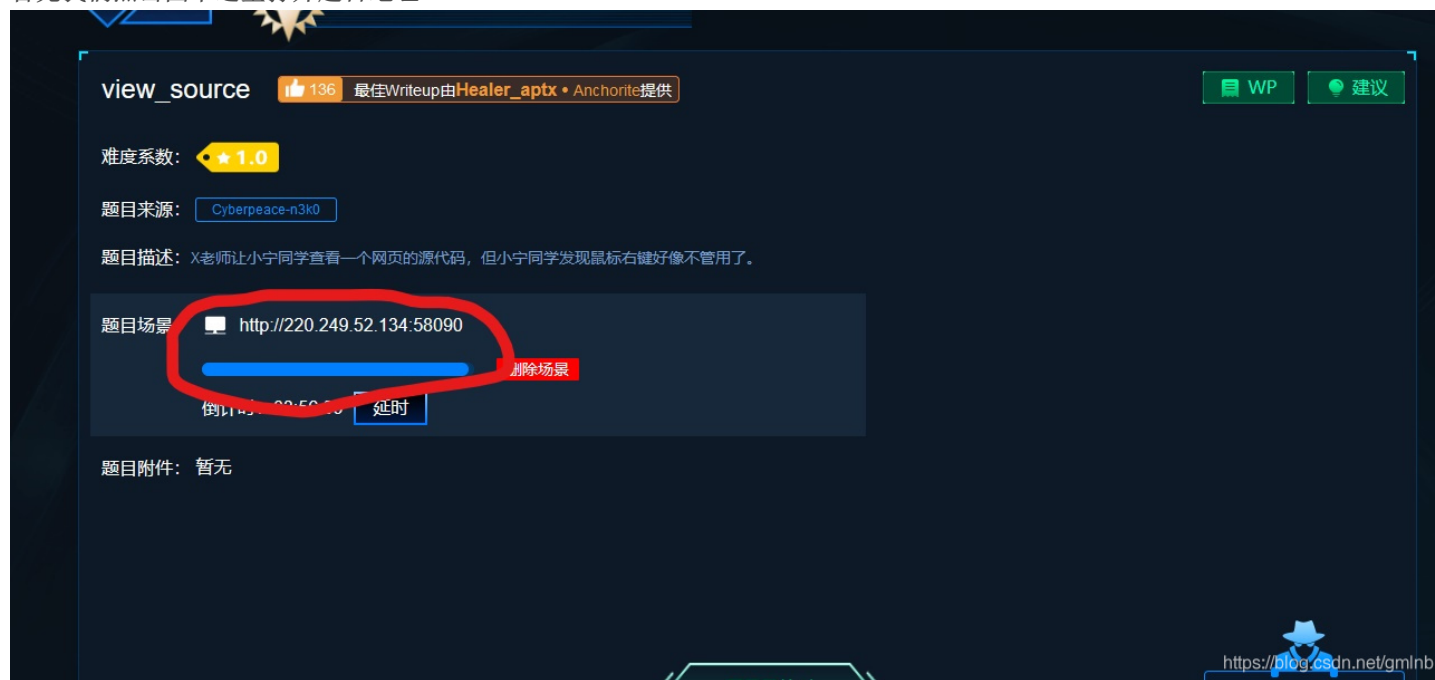 view_source 136 最佳Writeup由Healer_aptx • Anchorite提供 WP 建议
难度系数: 1.0
题目来源: Cyberpeace-n3k0
题目描述: X老师让小宁同学查看一个网页的源代码，但小宁同学发现鼠标右键好像不管用了。
题目场景 http://220.249.52.134:58090
删除场景
延时
题目附件: 暂无
https://blog.csdn.net/gmlnb